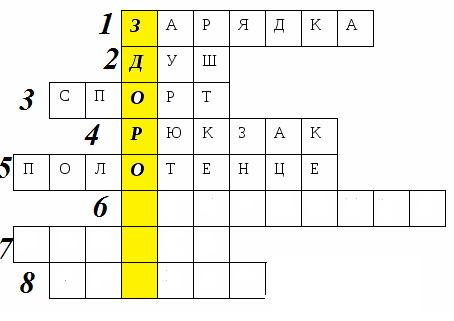 1 ЗАРЯДКА
2 ДУШ
3 СПОРТ
4 РЮКЗАК
5 ПОЛОТЕНЦЕ
6
7
8